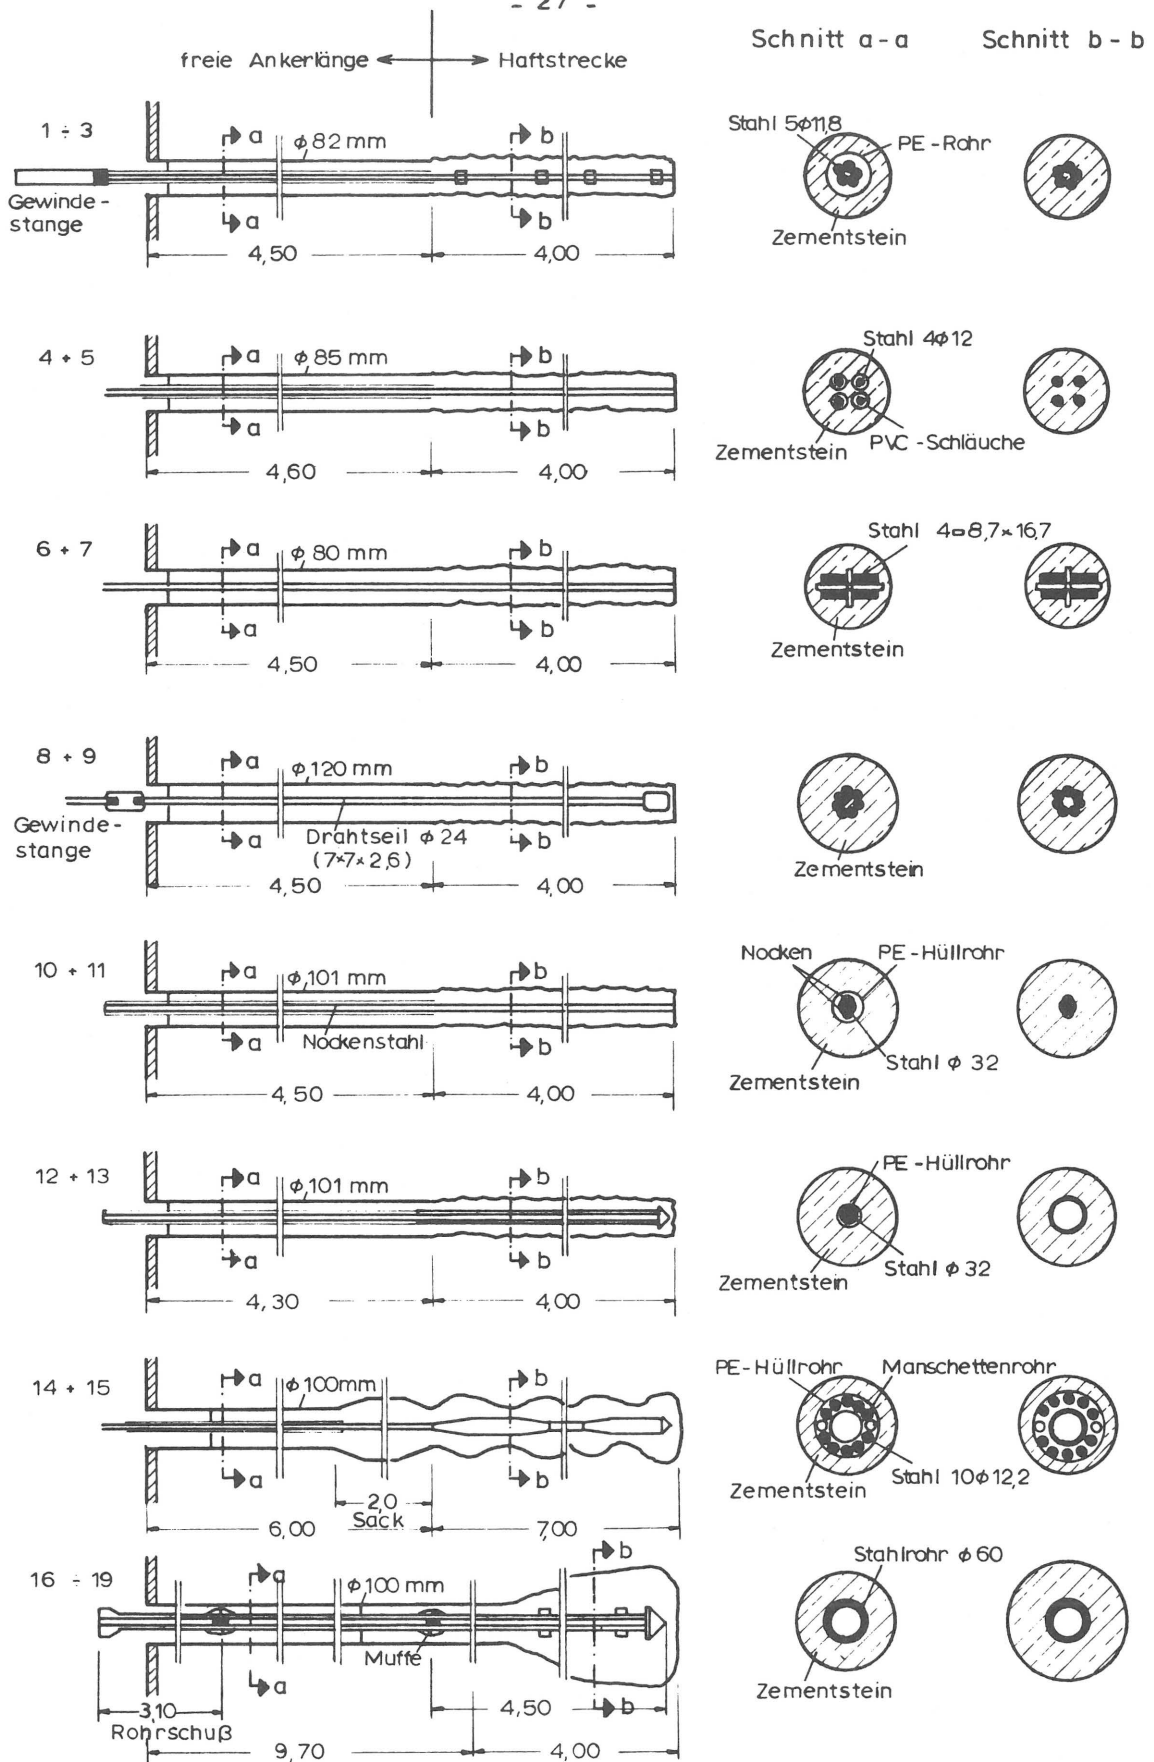 - 27 -
freie Ankerlänge
Haftstrecke
Schnitt a-a
Schnitt b-b
1 ÷ 3
a
ϕ 82 mm
b
Stahl 5ϕ11,8
PE-Rohr
Gewinde-
stange
a
b
Zementstein
4,50
4,00
4 + 5
a
ϕ 85 mm
b
Stahl 4ϕ12
a
b
Zementstein
PVC-Schläuche
4,60
4,00
6 + 7
a
ϕ 80 mm
b
Stahl 4▭8,7×16,7
a
b
Zementstein
4,50
4,00
8 + 9
a
ϕ 120 mm
b
Gewinde-
stange
a
Drahtseil ϕ 24
(7×7×2,6)
b
Zementstein
4,50
4,00
10 + 11
a
ϕ 101 mm
b
Nocken
PE-Hüllrohr
a
Nockenstahl
b
Stahl ϕ 32
Zementstein
4,50
4,00
12 + 13
a
ϕ 101 mm
b
PE-Hüllrohr
a
b
Stahl ϕ 32
Zementstein
4,30
4,00
14 + 15
a
ϕ 100mm
b
PE-Hüllrohr
Manschettenrohr
a
b
Stahl 10ϕ12,2
Zementstein
2,0
Sack
6,00
7,00
16 ÷ 19
a
ϕ 100 mm
b
Stahlrohr ϕ 60
Muffe
a
Zementstein
3,10
Rohrschuß
4,50
b
9,70
4,00